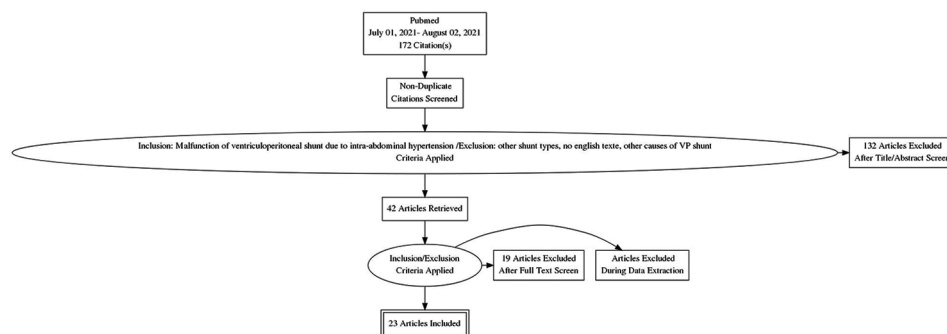 Pubmed
July 01, 2021- August 02, 2021
172 Citation(s)
Non-Duplicate
Citations Screened
Inclusion: Malfunction of ventriculoperitoneal shunt due to intra-abdominal hypertension /Exclusion: other shunt types, no english texte, other causes of VP shunt
Criteria Applied
132 Articles Excluded
After Title/Abstract Screen
42 Articles Retrieved
Inclusion/Exclusion
Criteria Applied
19 Articles Excluded
After Full Text Screen
Articles Excluded
During Data Extraction
23 Articles Included